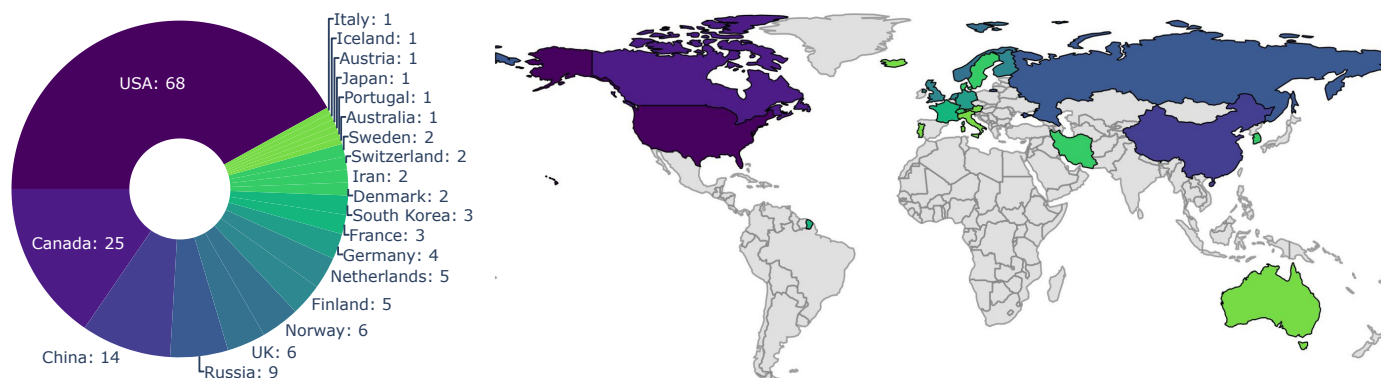 Italy: 1
Iceland: 1
Austria: 1
Japan: 1
Portugal: 1
Australia: 1
Sweden: 2
Switzerland: 2
Iran: 2
Denmark: 2
South Korea: 3
France: 3
Germany: 4
Netherlands: 5
Finland: 5
Norway: 6
UK: 6
Russia: 9
China: 14
Canada: 25
USA: 68